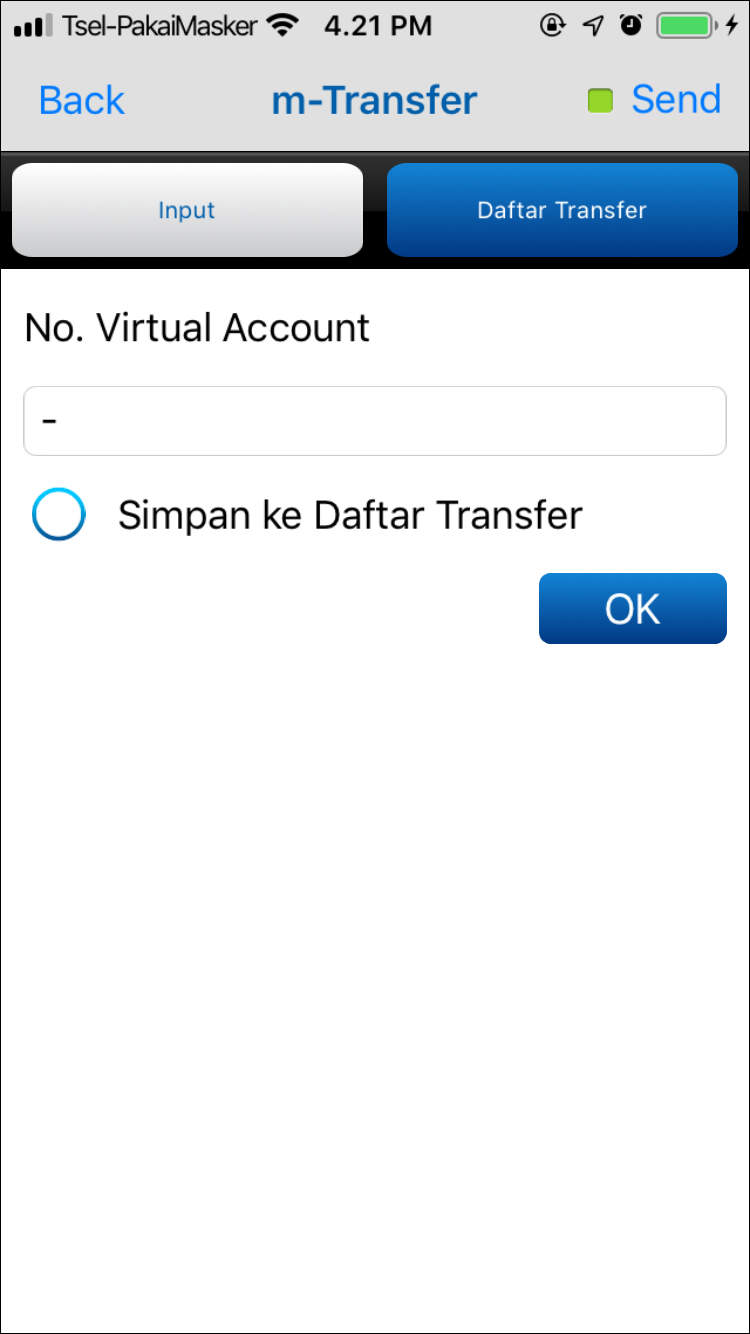 Tsel-PakaiMasker 4.21 PM
Back m-Transfer Send
Input Daftar Transfer
No. Virtual Account
-
Simpan ke Daftar Transfer
OK